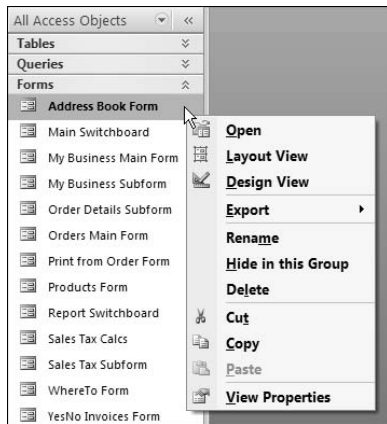 All Access Objects
Tables
Queries
Forms
Address Book Form
Main Switchboard
My Business Main Form
My Business Subform
Order Details Subform
Orders Main Form
Print from Order Form
Products Form
Report Switchboard
Sales Tax Calcs
Sales Tax Subform
WhereTo Form
YesNo Invoices Form
Open
Layout View
Design View
Export
Rename
Hide in this Group
Delete
Cut
Copy
Paste
View Properties